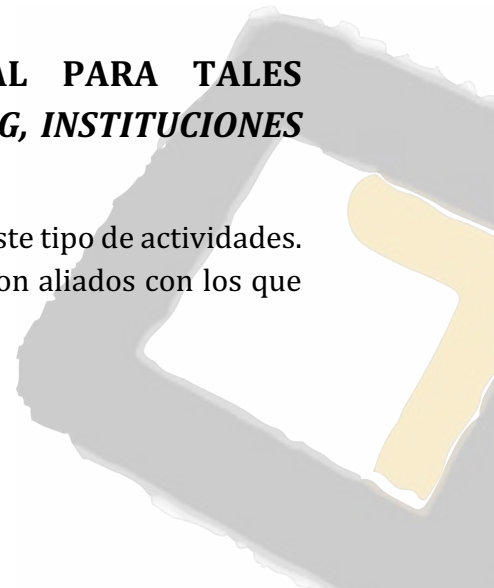 AL PARA TALES
G, INSTITUCIONES
ste tipo de actividades.
on aliados con los que